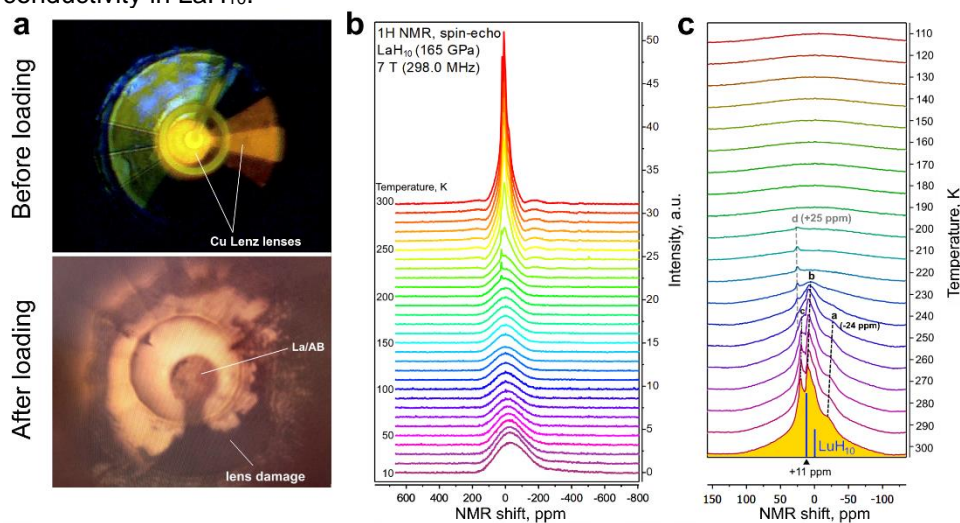 conductivity in LaH10.
a
Before loading
Cu Lenz lenses
After loading
La/AB
lens damage
b
1H NMR, spin-echo
LaH10 (165 GPa)
7 T (298.0 MHz)
Temperature, K
300
250
200
150
100
50
10
50
45
40
35
30
25
20
15
10
5
0
Intensity, a.u.
600 400 200 0 -200 -400 -600 -800
NMR shift, ppm
c
110
120
130
140
150
160
170
180
190
200
210
220
230
240
250
260
270
280
290
300
Temperature, K
d (+25 ppm)
b
c
a
(-24 ppm)
LuH10
+11 ppm
150 100 50 0 -50 -100
NMR shift, ppm